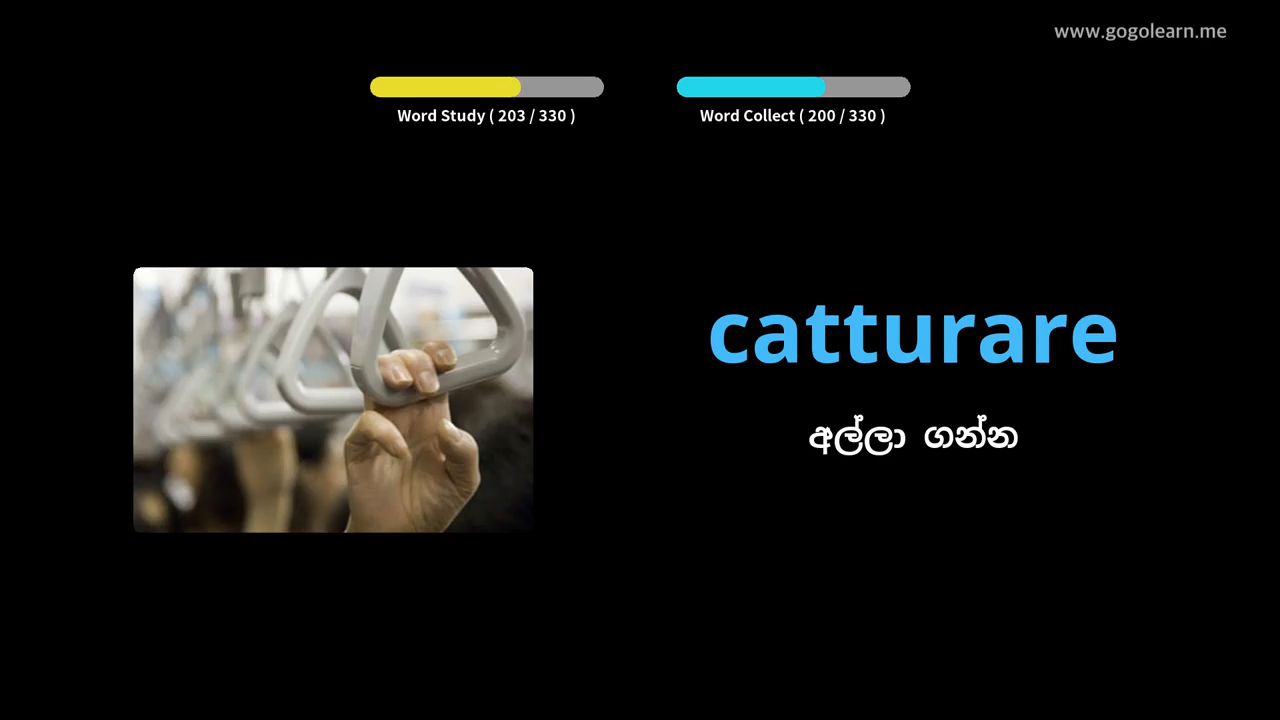 www.gogolearn.me
Word Study ( 203 / 330 )
Word Collect ( 200 / 330 )
catturare
අල්ලා ගන්න